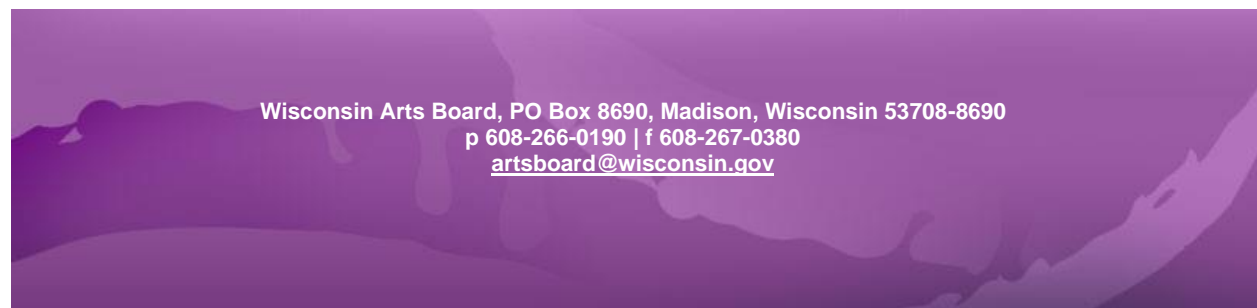 Wisconsin Arts Board, PO Box 8690, Madison, Wisconsin 53708-8690
p 608-266-0190 | f 608-267-0380
artsboard@wisconsin.gov